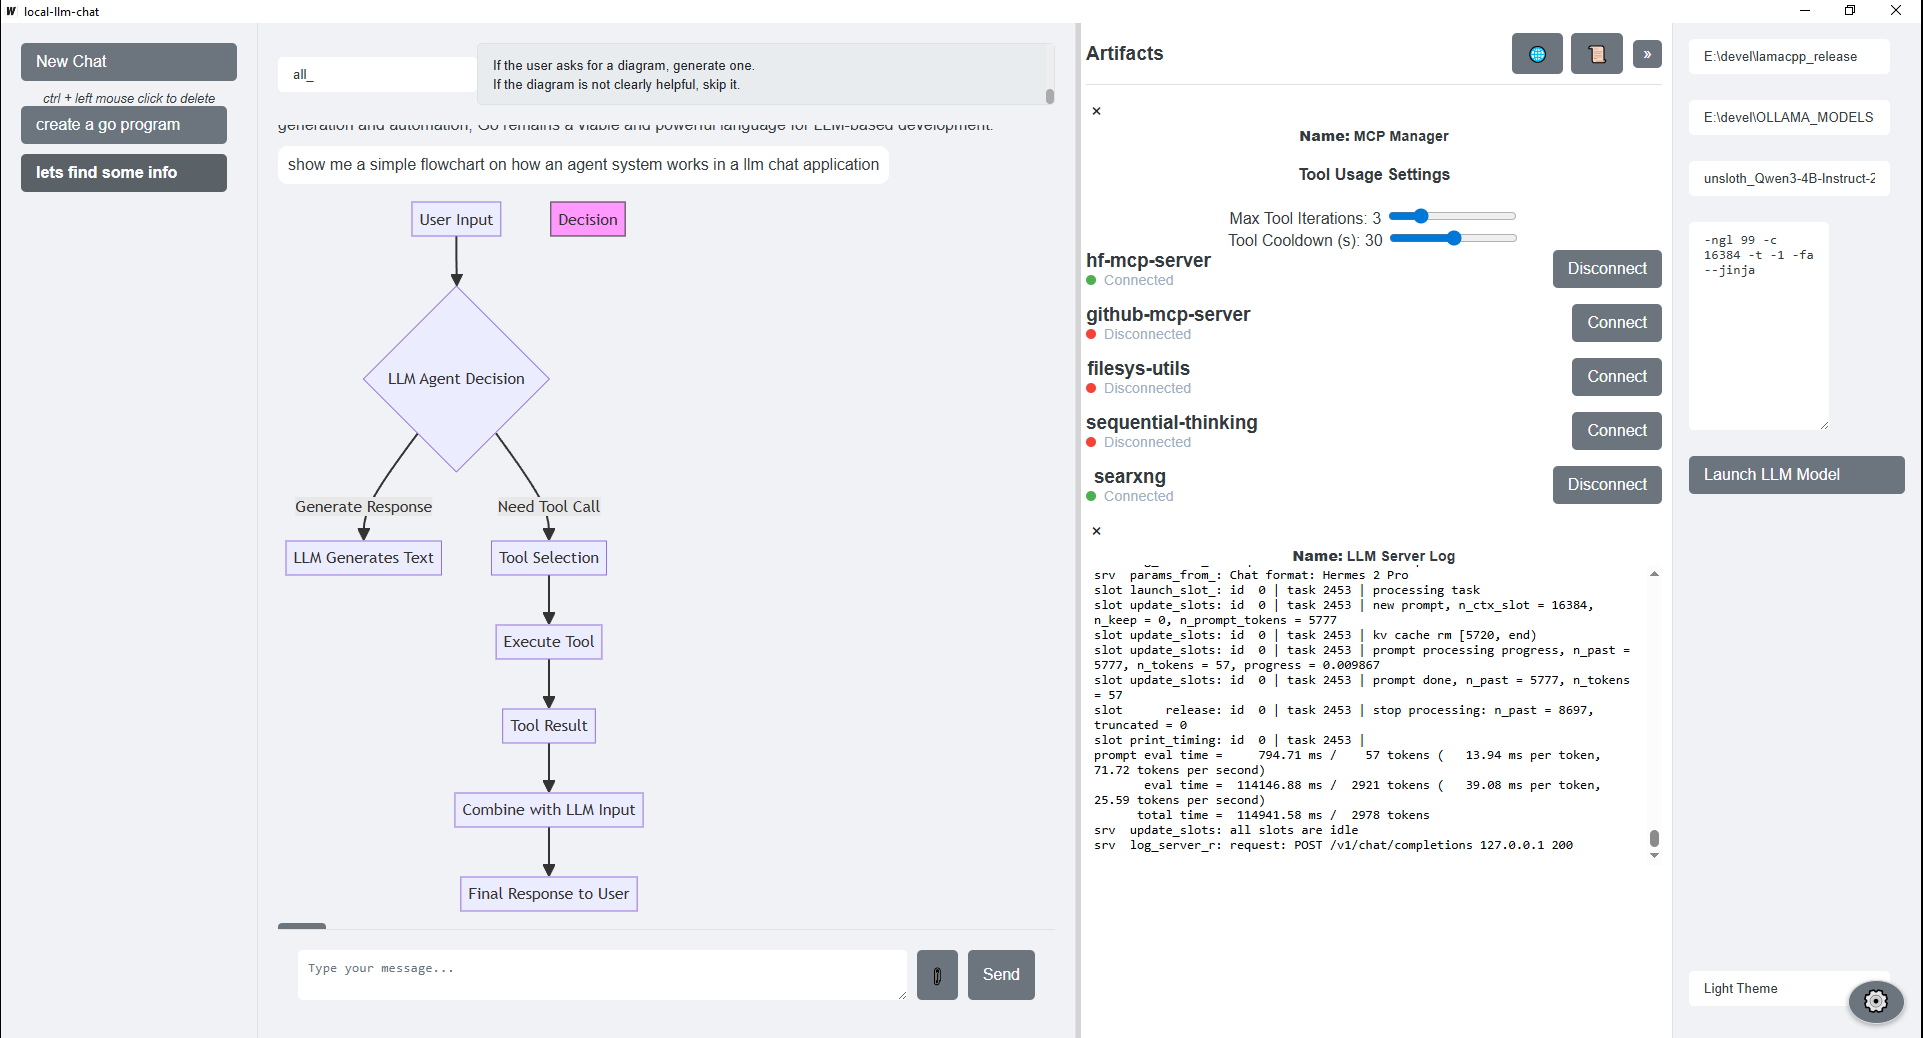 local-llm-chat
New Chat
ctrl + left mouse click to delete
create a go program
lets find some info
all_
If the user asks for a diagram, generate one.
If the diagram is not clearly helpful, skip it.
generation and automation, Go remains a viable and powerful language for LLM-based development.
show me a simple flowchart on how an agent system works in a llm chat application
User Input
Decision
LLM Agent Decision
Generate Response
Need Tool Call
LLM Generates Text
Tool Selection
Execute Tool
Tool Result
Combine with LLM Input
Final Response to User
Type your message...
Send
Artifacts
»
×
Name: MCP Manager
Tool Usage Settings
Max Tool Iterations: 3
Tool Cooldown (s): 30
hf-mcp-server
Connected
Disconnect
github-mcp-server
Disconnected
Connect
filesys-utils
Disconnected
Connect
sequential-thinking
Disconnected
Connect
searxng
Connected
Disconnect
×
Name: LLM Server Log
srv  params_from_: Chat format: Hermes 2 Pro
slot launch_slot_: id  0 | task 2453 | processing task
slot update_slots: id  0 | task 2453 | new prompt, n_ctx_slot = 16384,
n_keep = 0, n_prompt_tokens = 5777
slot update_slots: id  0 | task 2453 | kv cache rm [5720, end)
slot update_slots: id  0 | task 2453 | prompt processing progress, n_past =
5777, n_tokens = 57, progress = 0.009867
slot update_slots: id  0 | task 2453 | prompt done, n_past = 5777, n_tokens
= 57
slot      release: id  0 | task 2453 | stop processing: n_past = 8697,
truncated = 0
slot print_timing: id  0 | task 2453 |
prompt eval time =     794.71 ms /    57 tokens (   13.94 ms per token,
71.72 tokens per second)
       eval time =  114146.88 ms /  2921 tokens (   39.08 ms per token,
25.59 tokens per second)
      total time =  114941.58 ms /  2978 tokens
srv  update_slots: all slots are idle
srv  log_server_r: request: POST /v1/chat/completions 127.0.0.1 200
E:\devel\lamacpp_release
E:\devel\OLLAMA_MODELS
unsloth_Qwen3-4B-Instruct-2
-ngl 99 -c
16384 -t -1 -fa
--jinja
Launch LLM Model
Light Theme